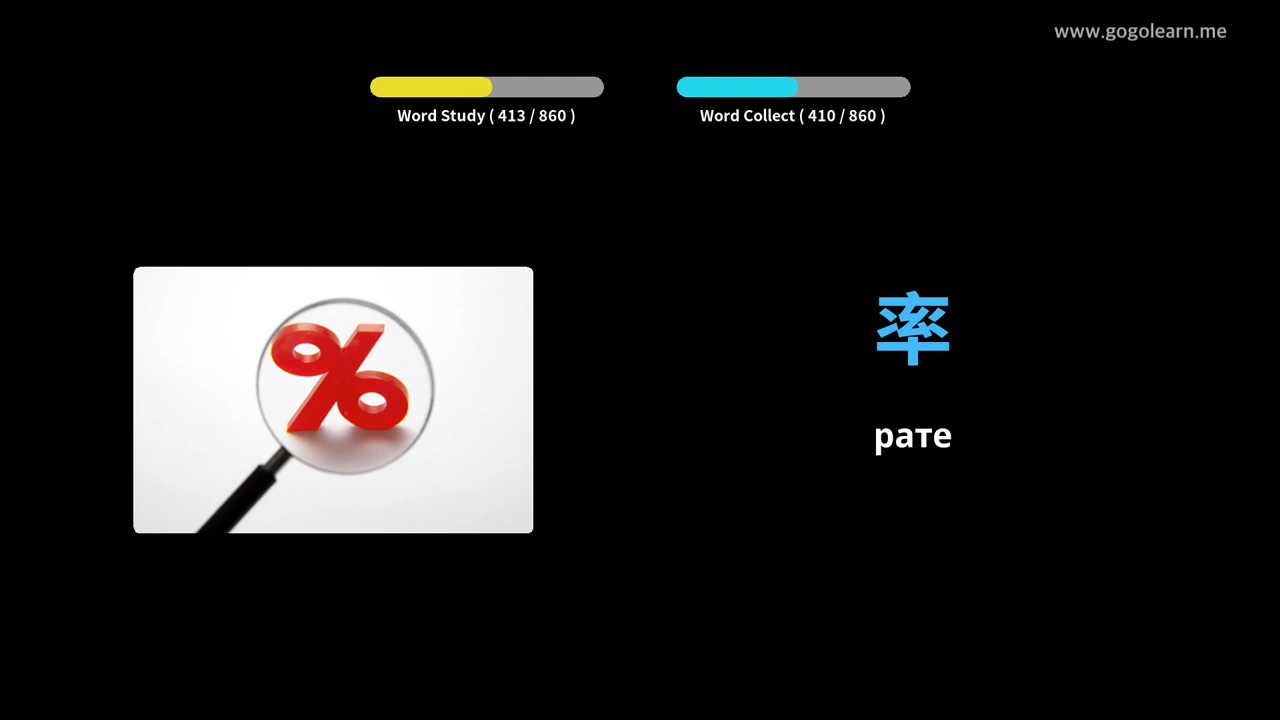 www.gogolearn.me
Word Study ( 413 / 860 )
Word Collect ( 410 / 860 )
%
率
рате